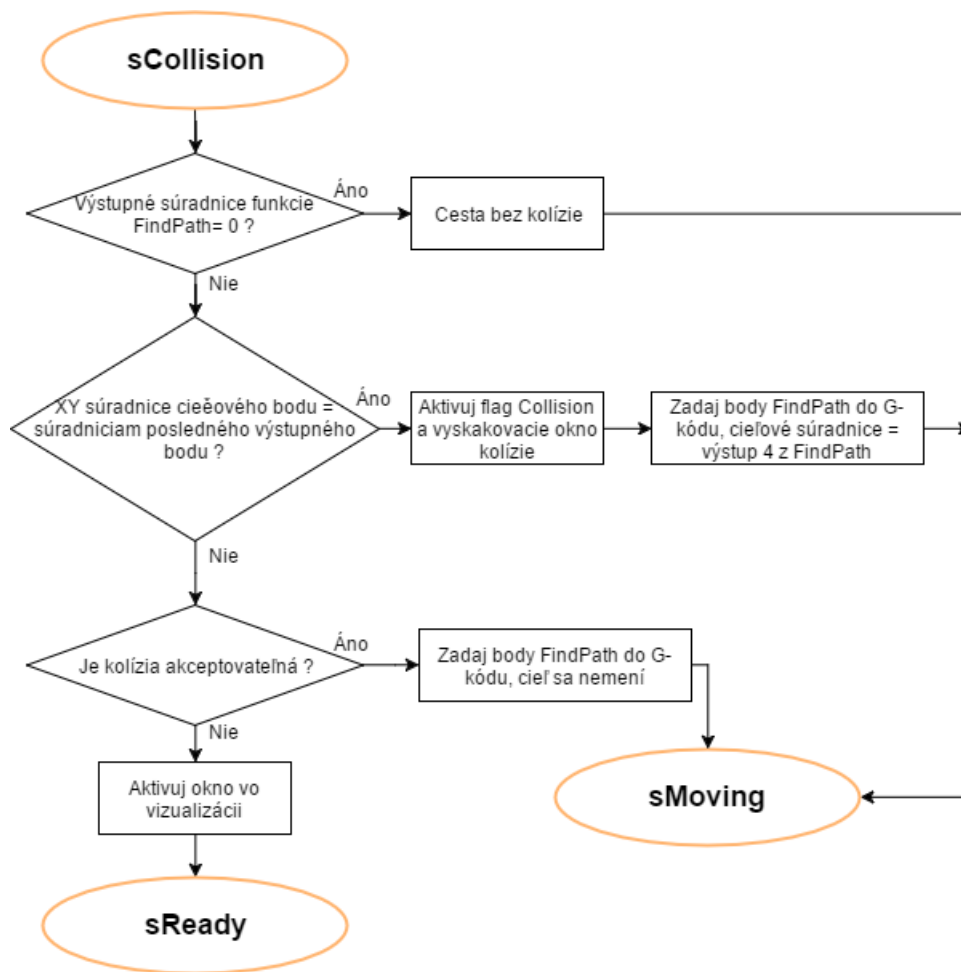 sCollision
Výstupné súradnice funkcie
FindPath= 0 ?
Áno
Cesta bez kolízie
Nie
XY súradnice cieěového bodu =
súradniciam posledného výstupného
bodu ?
Áno
Aktivuj flag Collision
a vyskakovacie okno
kolízie
Zadaj body FindPath do G-
kódu, cieľové súradnice =
výstup 4 z FindPath
Nie
Je kolízia akceptovateľná ?
Áno
Zadaj body FindPath do G-
kódu, cieľ sa nemení
Nie
Aktivuj okno vo
vizualizácii
sMoving
sReady